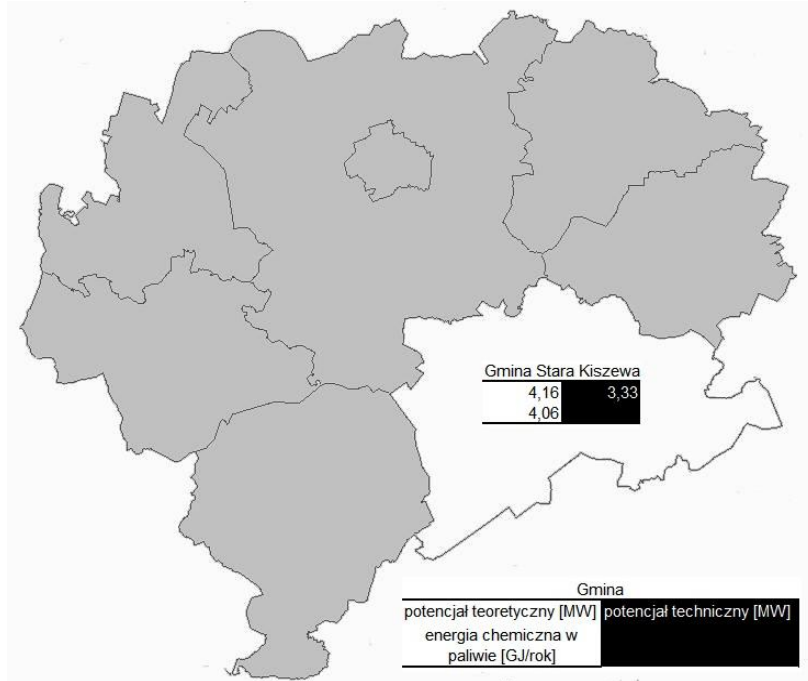 Gmina Stara Kiszewa
4,16 3,33
4,06
Gmina
potencjał teoretyczny [MW] potencjał techniczny [MW]
energia chemiczna w
paliwie [GJ/rok]